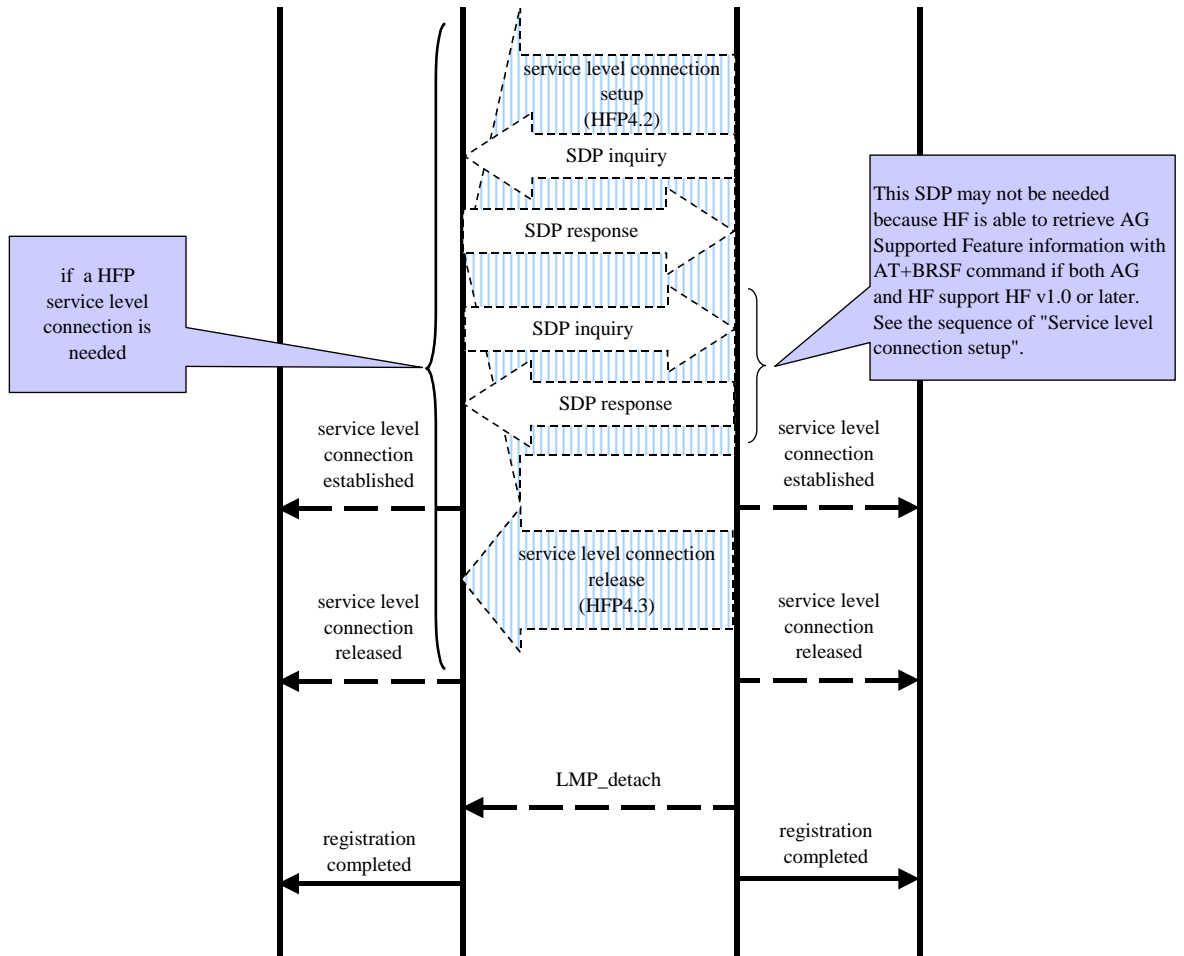 service level connection
setup
(HFP4.2)
SDP inquiry
SDP response
SDP inquiry
SDP response
This SDP may not be needed
because HF is able to retrieve AG
Supported Feature information with
AT+BRSF command if both AG
and HF support HF v1.0 or later.
See the sequence of "Service level
connection setup".
if a HFP
service level
connection is
needed
service level
connection
established
service level
connection
established
service level connection
release
(HFP4.3)
service level
connection
released
service level
connection
released
LMP_detach
registration
completed
registration
completed